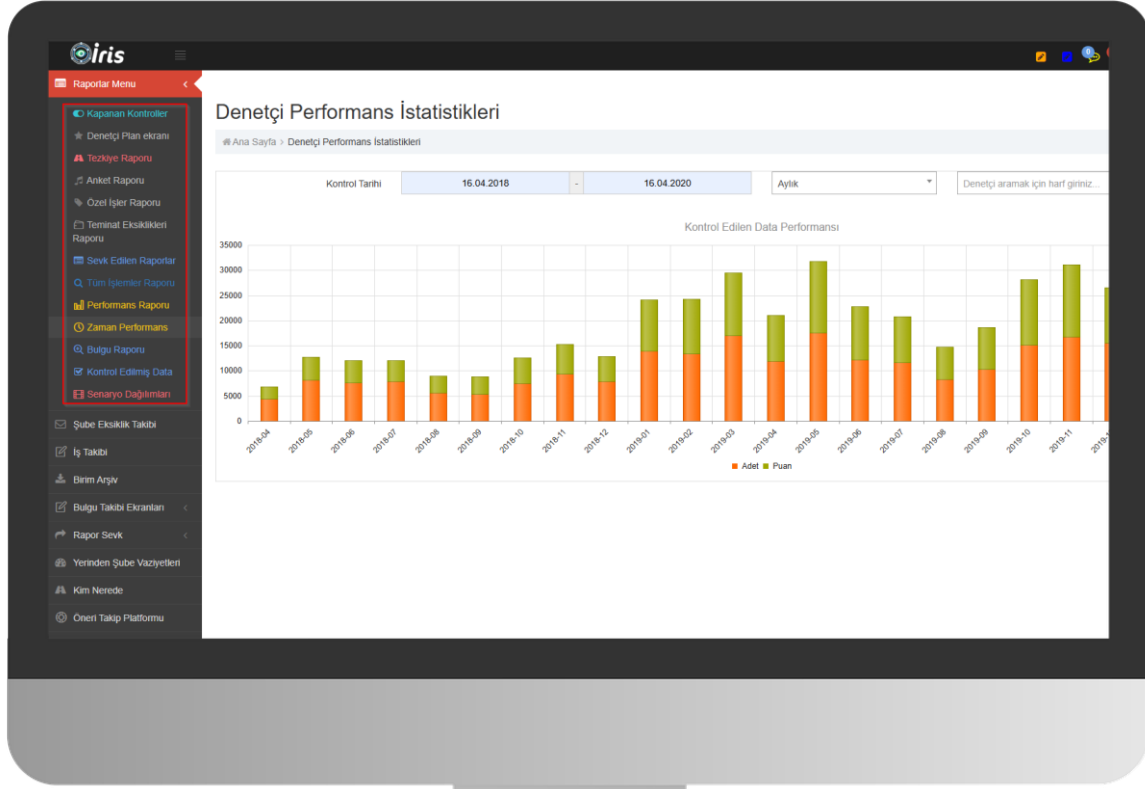 iris
0
Raporlar Menu
Kapanan Kontroller
Denetçi Plan ekranı
Tezkiye Raporu
Anket Raporu
Özel İşler Raporu
Teminat Eksiklikleri
Raporu
Sevk Edilen Raporlar
Tüm İşlemler Raporu
Performans Raporu
Zaman Performans
Bulgu Raporu
Kontrol Edilmiş Data
Senaryo Dağılımları
Şube Eksiklik Takibi
İş Takibi
Birim Arşiv
Bulgu Takibi Ekranları
Rapor Sevk
Yerinden Şube Vaziyetleri
Kim Nerede
Öneri Takip Platformu
Denetçi Performans İstatistikleri
Ana Sayfa > Denetçi Performans İstatistikleri
Kontrol Tarihi 16.04.2018 - 16.04.2020 Aylık Denetçi aramak için harf giriniz...
Kontrol Edilen Data Performansı
35000
30000
25000
20000
15000
10000
5000
0
2018-04 2018-05 2018-06 2018-07 2018-08 2018-09 2018-10 2018-11 2018-12 2019-01 2019-02 2019-03 2019-04 2019-05 2019-06 2019-07 2019-08 2019-09 2019-10 2019-11
Adet Puan